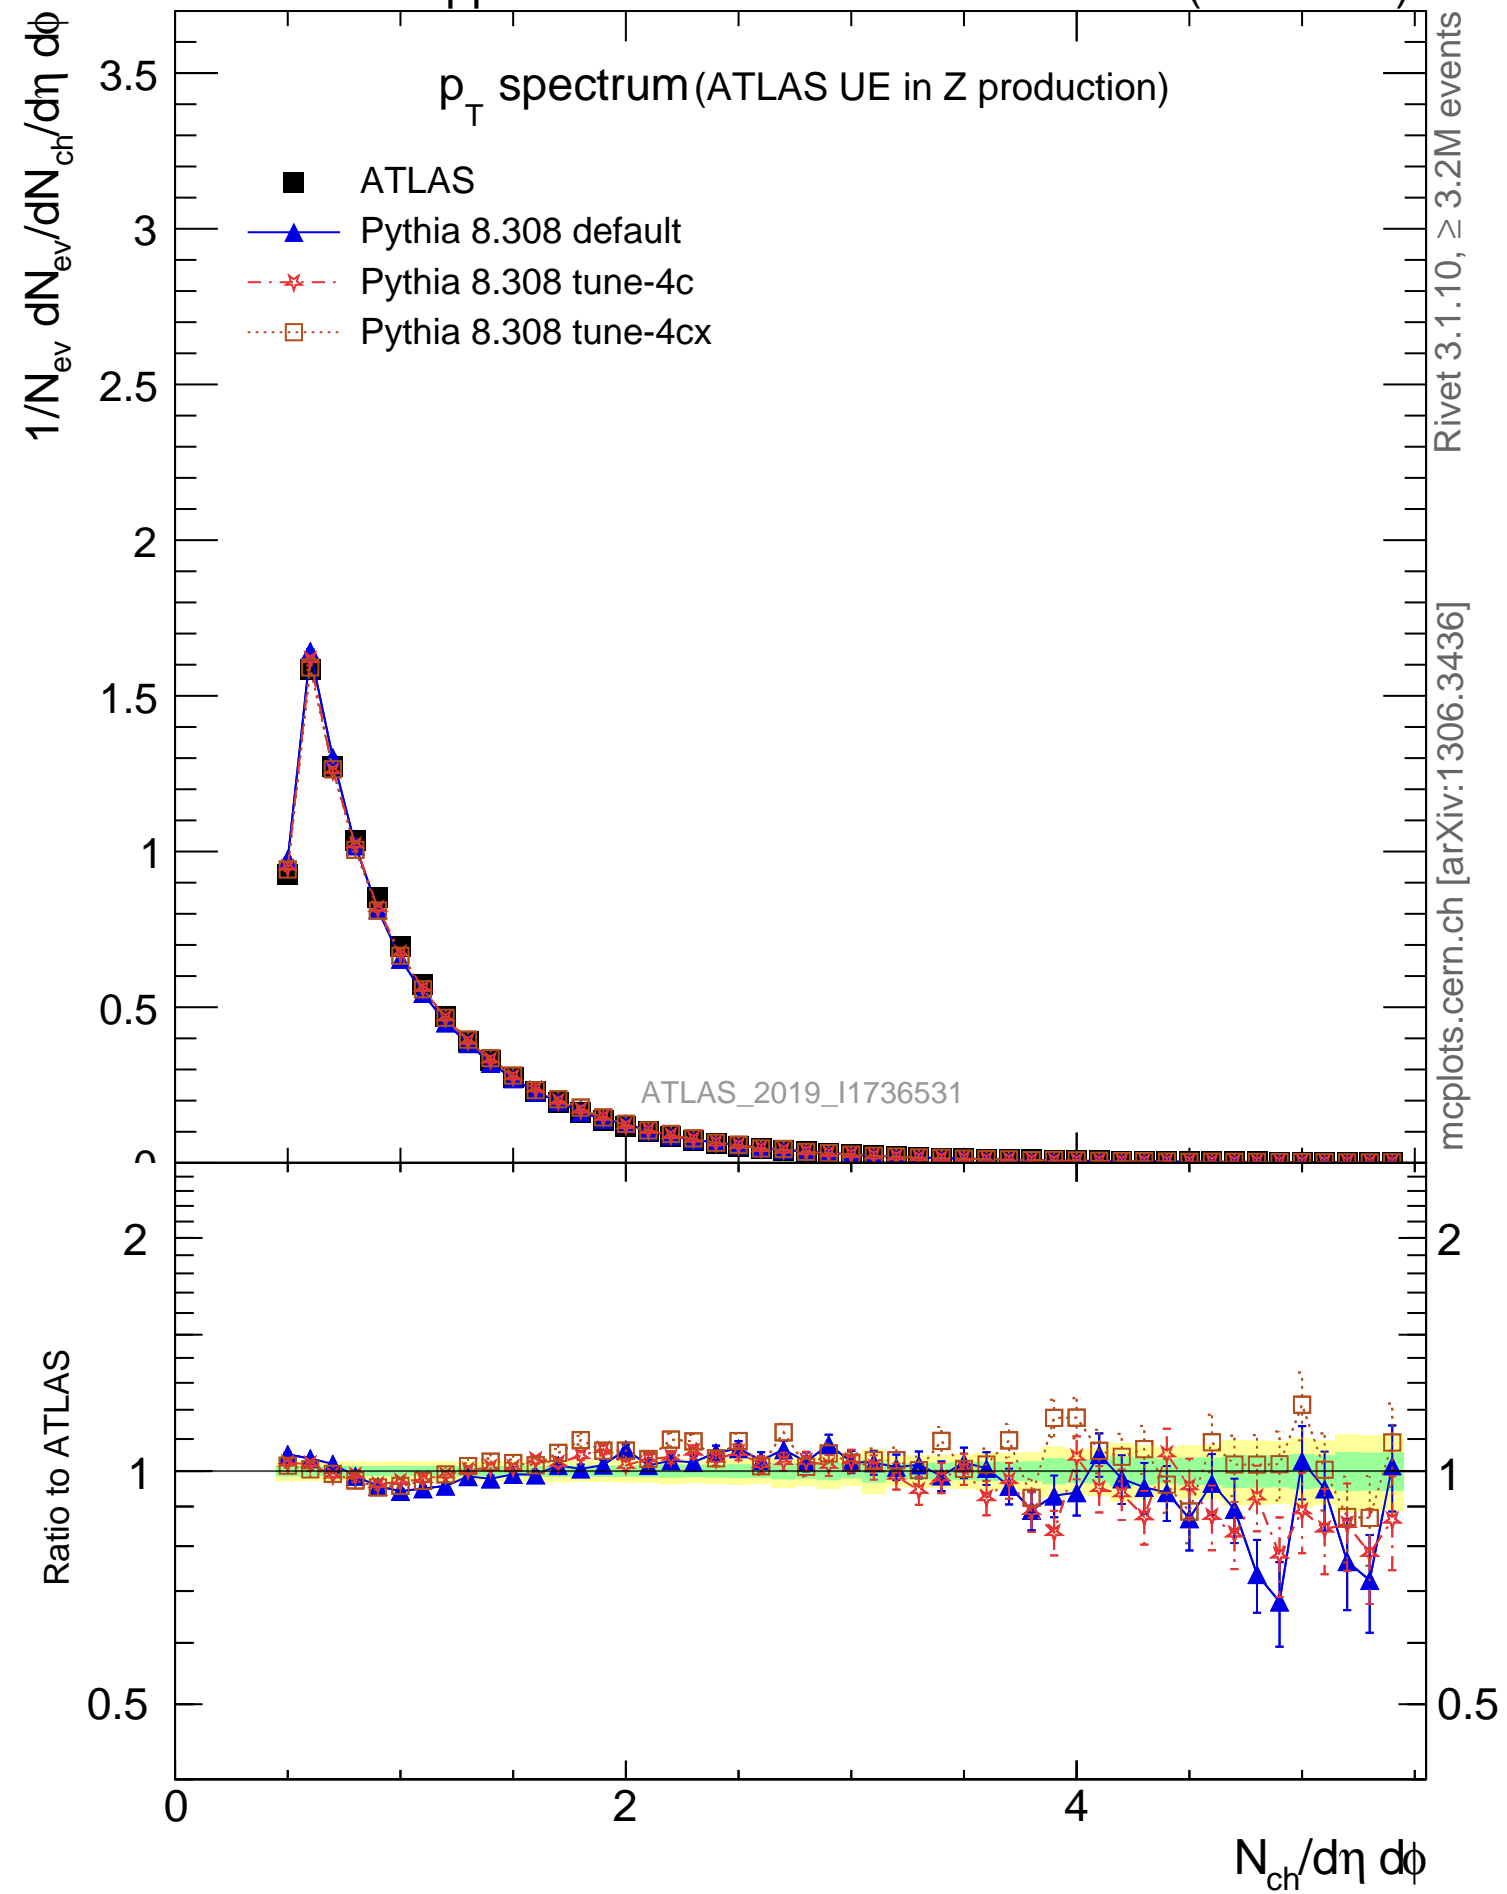 p_T spectrum (ATLAS UE in Z production)
ATLAS
Pythia 8.308 default
Pythia 8.308 tune-4c
Pythia 8.308 tune-4cx
1/N_ev dN_ev/dN_ch/dη dϕ
3.5
3
2.5
2
1.5
1
0.5
0
ATLAS_2019_I1736531
Rivet 3.1.10, ≥ 3.2M events
mcplots.cern.ch [arXiv:1306.3436]
Ratio to ATLAS
2
1
0.5
2
1
0.5
0
2
4
N_ch/dη dϕ